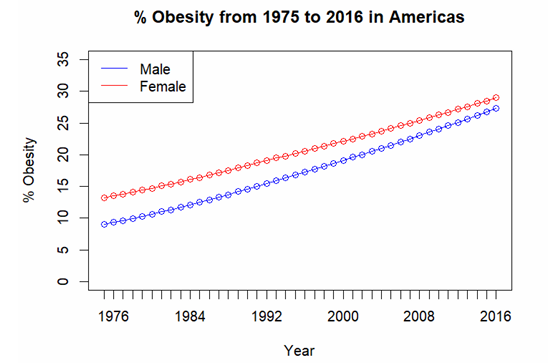 % Obesity from 1975 to 2016 in Americas
35
30
25
20
15
10
5
0
% Obesity
Male
Female
1976 1984 1992 2000 2008 2016
Year